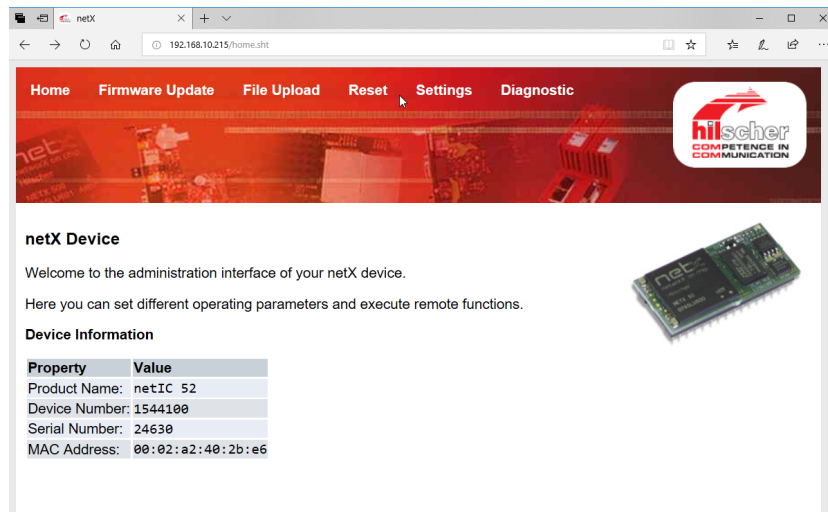 netX
192.168.10.215/home.sht
Home Firmware Update File Upload Reset Settings Diagnostic
hilscher
COMPETENCE IN
COMMUNICATION
netX Device
Welcome to the administration interface of your netX device.
Here you can set different operating parameters and execute remote functions.
Device Information
Property Value
Product Name: netIC 52
Device Number: 1544100
Serial Number: 24630
MAC Address: 00:02:a2:40:2b:e6